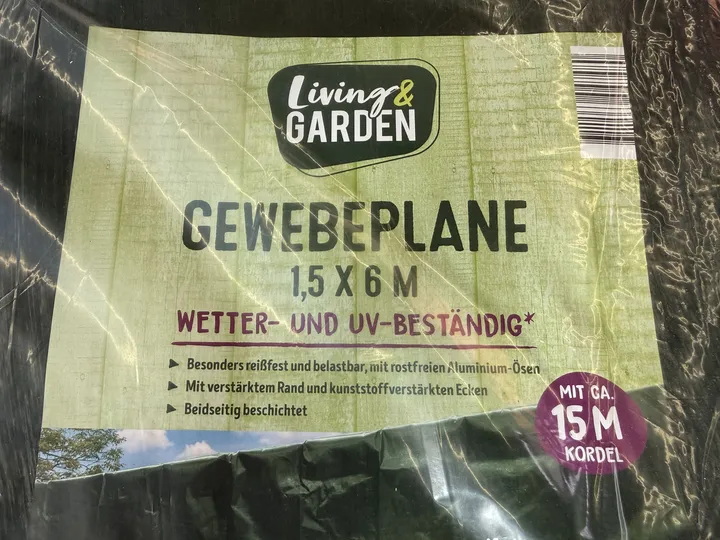 Living &
GARDEN
GEWEBEPLANE
1,5 X 6 M
WETTER- UND UV-BESTÄNDIG*
Besonders reißfest und belastbar, mit rostfreien Aluminium-Ösen
Mit verstärktem Rand und kunststoffverstärkten Ecken
Beidseitig beschichtet
MIT CA.
15 M
KORDEL